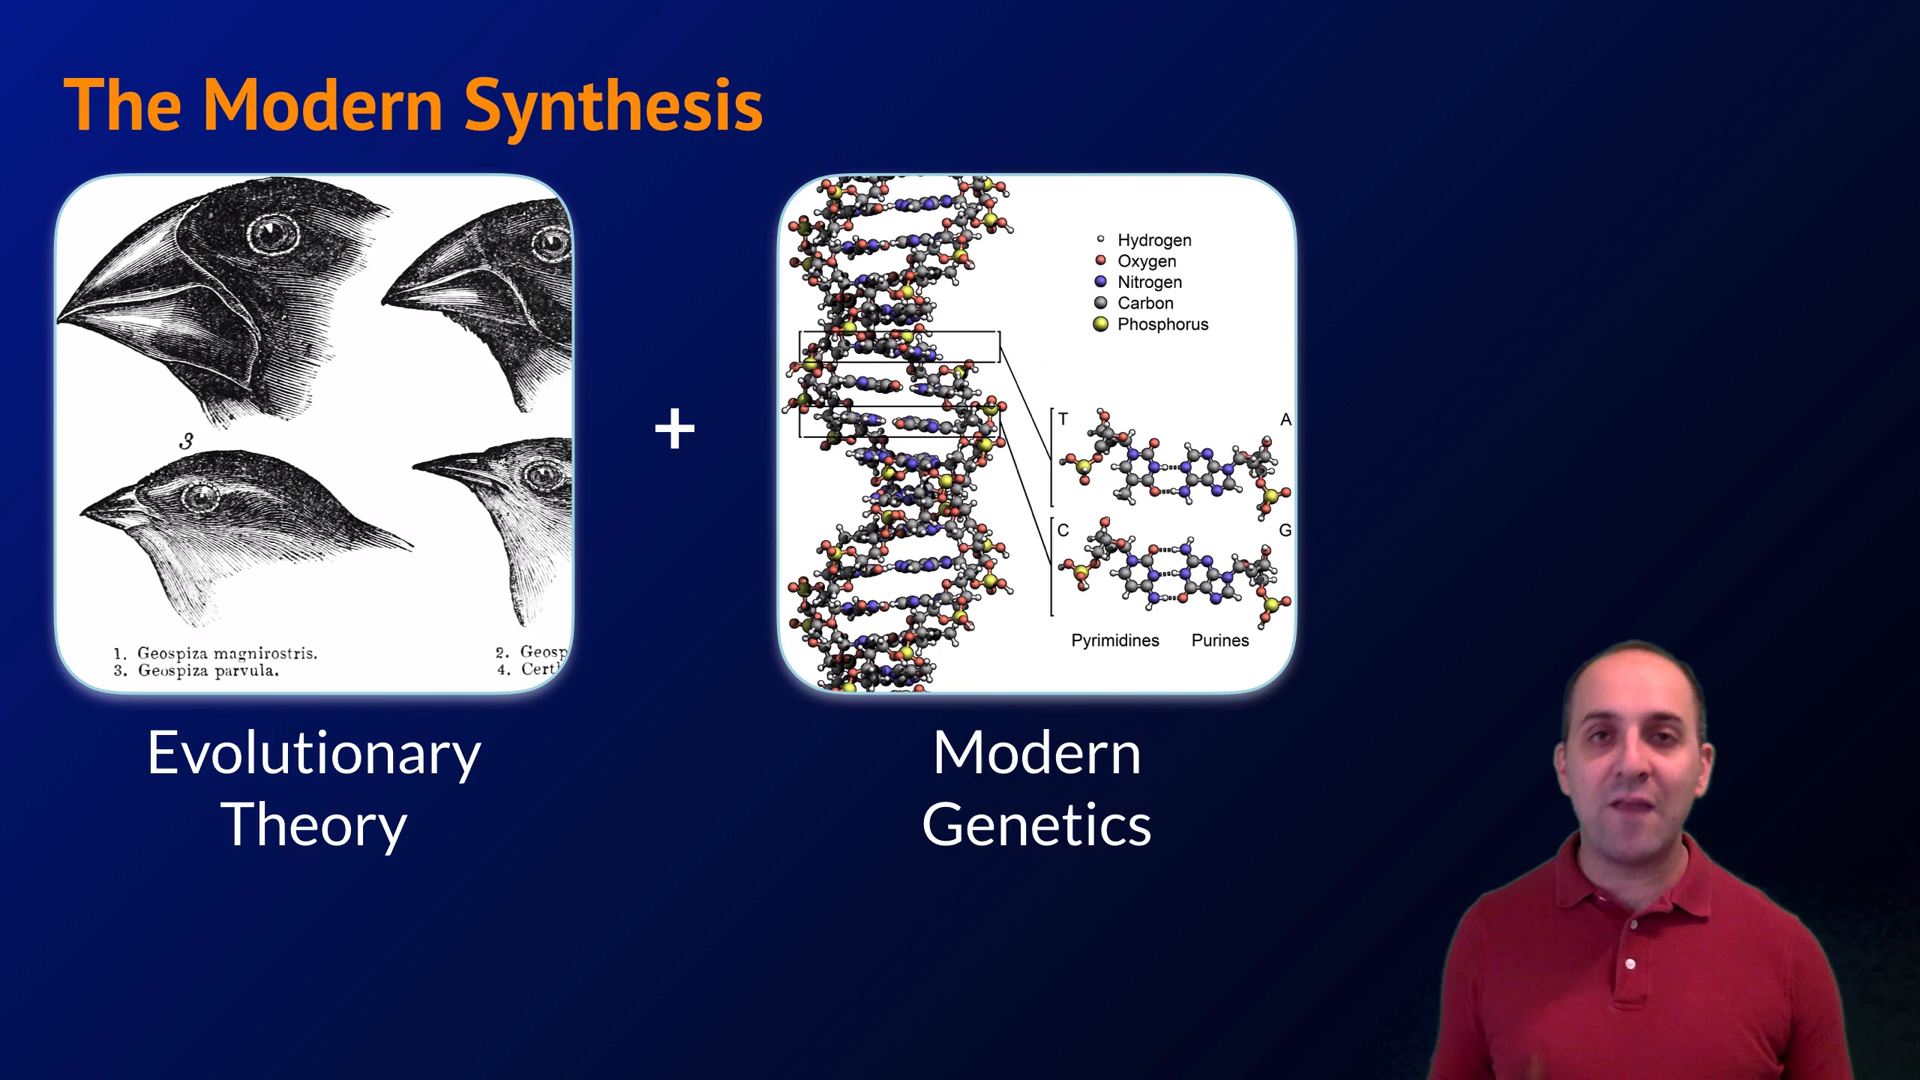 The Modern Synthesis
3
1. Geospiza magnirostris.
3. Geospiza parvula.
2. Geosp
4. Cert
+
Hydrogen
Oxygen
Nitrogen
Carbon
Phosphorus
T A
C G
Pyrimidines Purines
Evolutionary
Theory
Modern
Genetics